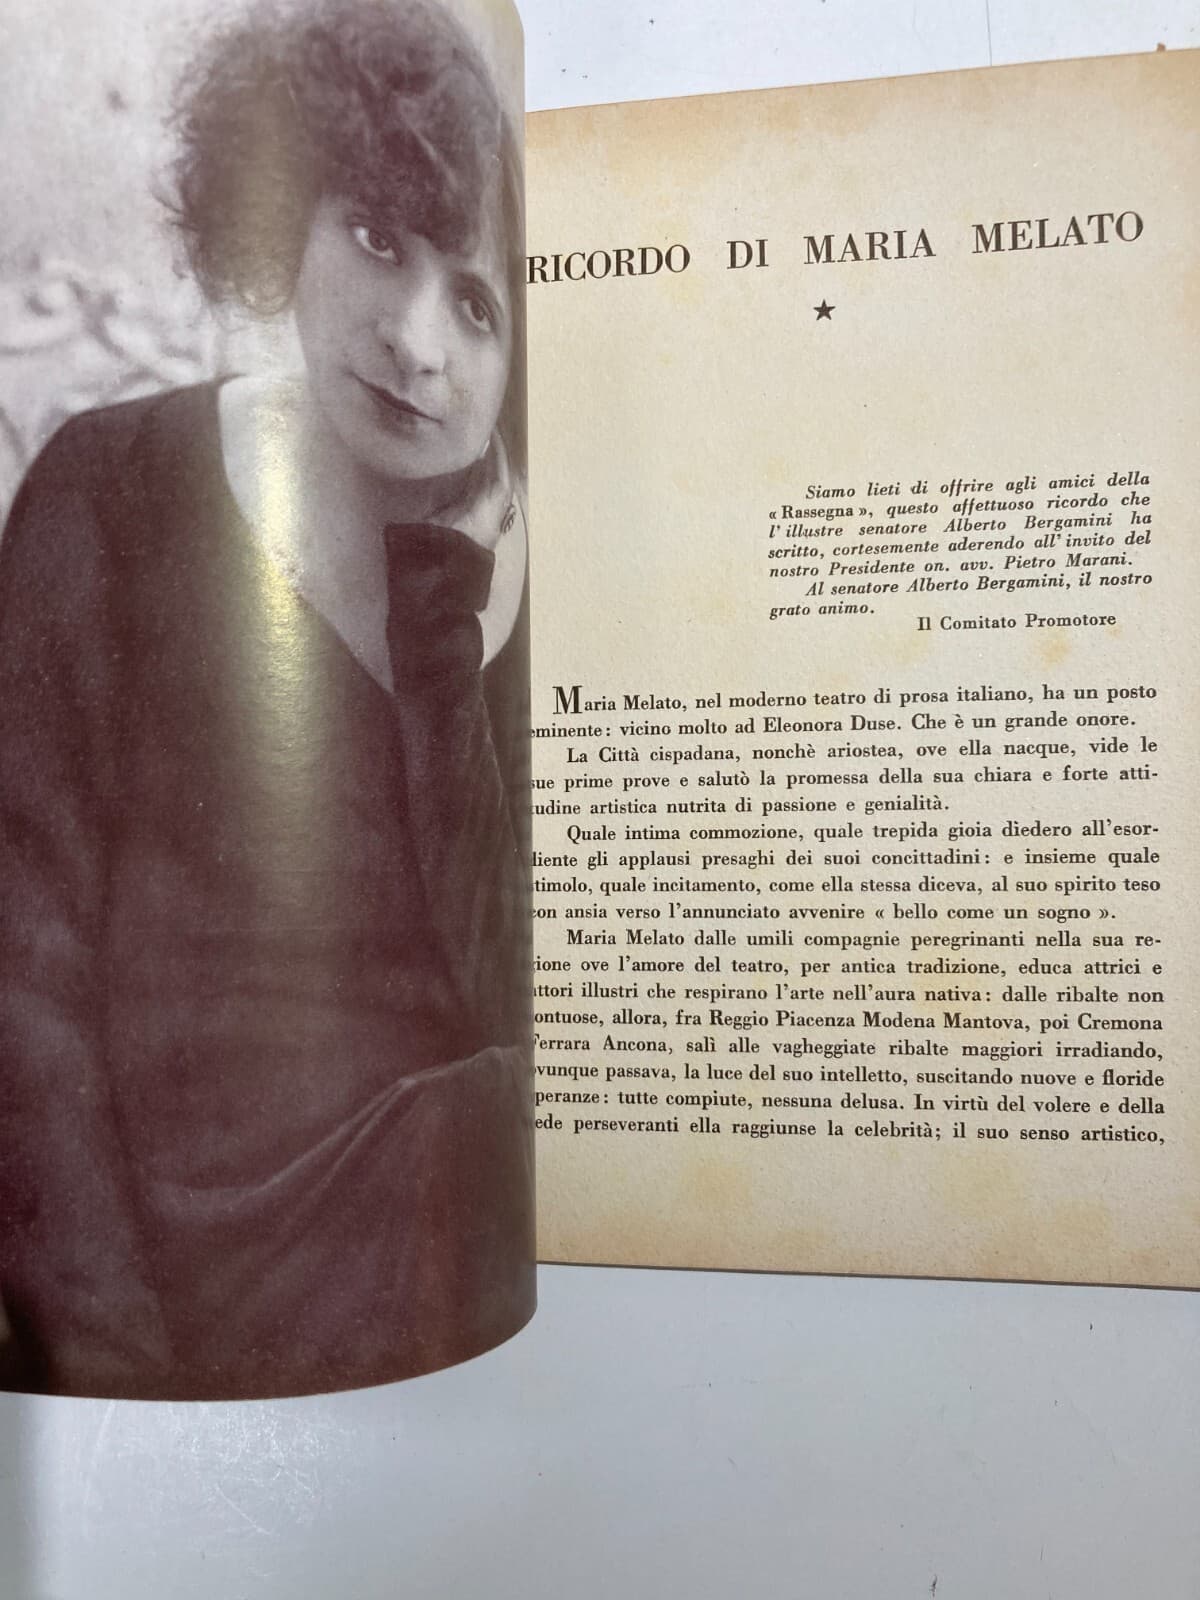 RICORDO DI MARIA MELATO
★
Siamo lieti di offrire agli amici della
« Rassegna », questo affettuoso ricordo che
l'illustre senatore Alberto Bergamini ha
scritto, cortesemente aderendo all'invito del
nostro Presidente on. avv. Pietro Marani.
Al senatore Alberto Bergamini, il nostro
grato animo.
Il Comitato Promotore
Maria Melato, nel moderno teatro di prosa italiano, ha un posto
eminente: vicino molto ad Eleonora Duse. Che è un grande onore.
La Città cispadana, nonchè ariostea, ove ella nacque, vide le
sue prime prove e salutò la promessa della sua chiara e forte atti-
tudine artistica nutrita di passione e genialità.
Quale intima commozione, quale trepida gioia dièdero all'esor-
diente gli applausi presaghi dei suoi concittadini: e insieme quale
timolo, quale incitamento, come ella stessa diceva, al suo spirito teso
con ansia verso l'annunciato avvenire « bello come un sogno ».
Maria Melato dalle umili compagnie peregrinanti nella sua re-
gione ove l'amore del teatro, per antica tradizione, educa attrici e
attori illustri che respirano l'arte nell'aura nativa: dalle ribalte non
ontuose, allora, fra Reggio Piacenza Modena Mantova, poi Cremona
Ferrara Ancona, salì alle vagheggiate ribalte maggiori irradiando,
ovunque passava, la luce del suo intelletto, suscitando nuove e floride
peranze: tutte compiute, nessuna delusa. In virtù del volere e della
ede perseveranti ella raggiunse la celebrità; il suo senso artistico,